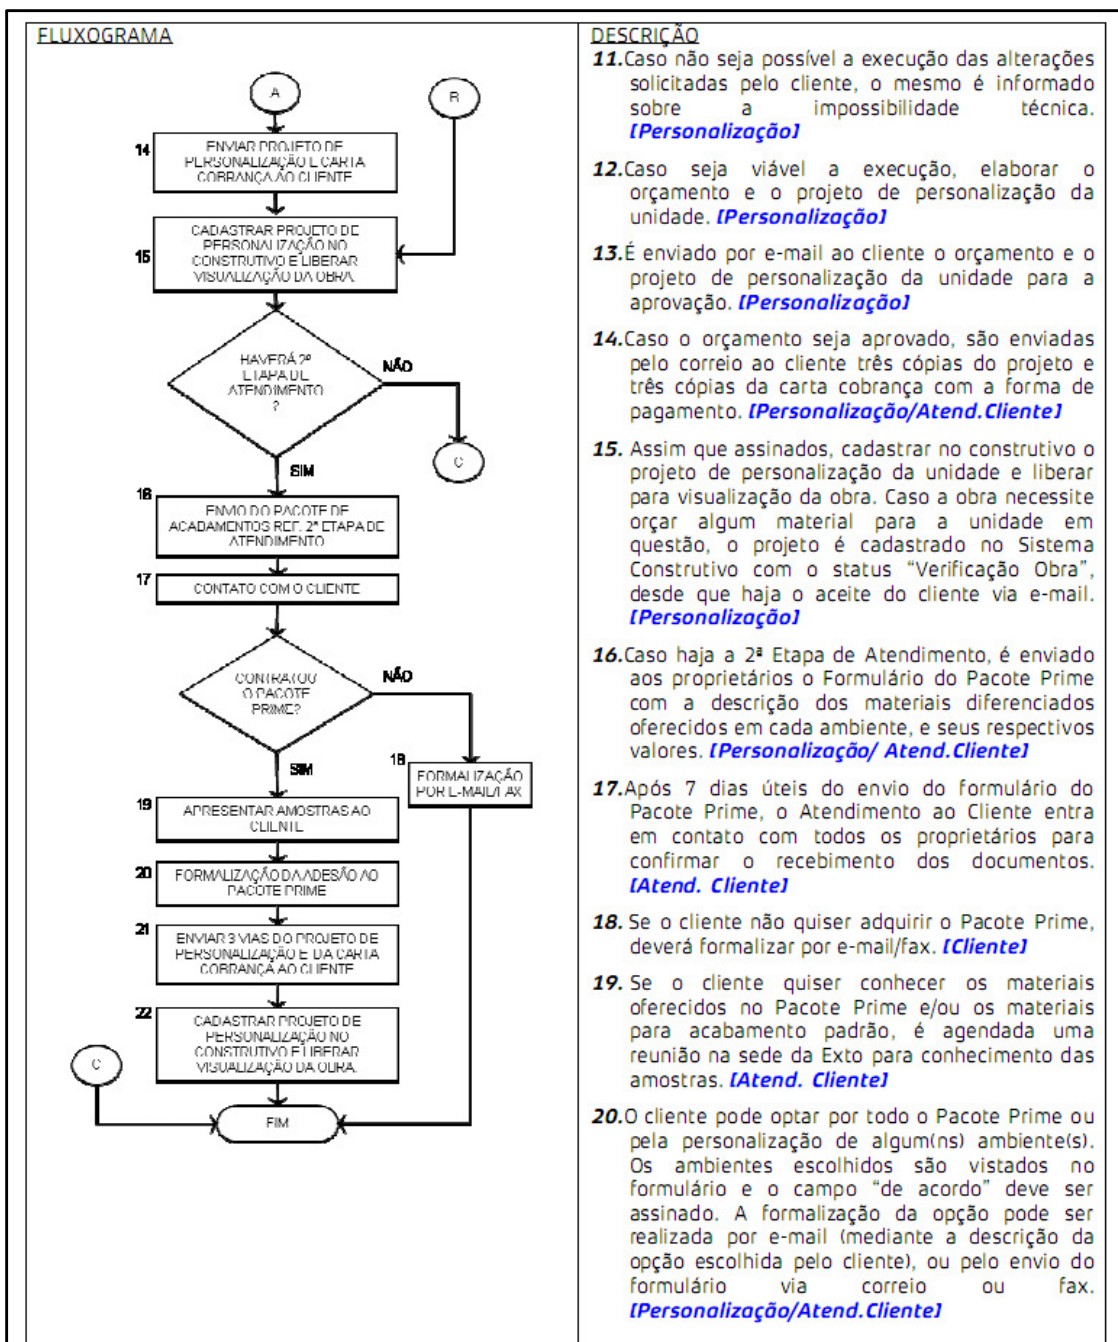 FLUXOGRAMA
A
B
14
ENVIAR PROJETO DE
PERSONALIZAÇÃO E CARTA
COBRANÇA AO CLIENTE
15
CADASTRAR PROJETO DE
PERSONALIZAÇÃO NO
CONSTRUTIVO E LIBERAR
VISUALIZAÇÃO DA OBRA.
HAVERÁ 2ª
ETAPA DE
ATENDIMENTO
?
NÃO
C
SIM
16
ENVIO DO PACOTE DE
ACADAMENTOS REF. 2ª ETAPA DE
ATENDIMENTO
17
CONTATO COM O CLIENTE
CONTRATOU
O PACOTE
PRIME?
NÃO
SIM
18
FORMALIZAÇÃO
POR E-MAIL/FAX
19
APRESENTAR AMOSTRAS AO
CLIENTE
20
FORMALIZAÇÃO DA ADESÃO AO
PACOTE PRIME
21
ENVIAR 3 VIAS DO PROJETO DE
PERSONALIZAÇÃO E DA CARTA
COBRANÇA AO CLIENTE
22
CADASTRAR PROJETO DE
PERSONALIZAÇÃO NO
CONSTRUTIVO E LIBERAR
VISUALIZAÇÃO DA OBRA.
C
FIM
DESCRIÇÃO
11.Caso não seja possível a execução das alterações
solicitadas pelo cliente, o mesmo é informado
sobre a impossibilidade técnica.
[Personalização]
12.Caso seja viável a execução, elaborar o
orçamento e o projeto de personalização da
unidade. [Personalização]
13.É enviado por e-mail ao cliente o orçamento e o
projeto de personalização da unidade para a
aprovação. [Personalização]
14.Caso o orçamento seja aprovado, são enviadas
pelo correio ao cliente três cópias do projeto e
três cópias da carta cobrança com a forma de
pagamento. [Personalização/Atend.Cliente]
15. Assim que assinados, cadastrar no construtivo o
projeto de personalização da unidade e liberar
para visualização da obra. Caso a obra necessite
orçar algum material para a unidade em
questão, o projeto é cadastrado no Sistema
Construtivo com o status “Verificação Obra”,
desde que haja o aceite do cliente via e-mail.
[Personalização]
16.Caso haja a 2ª Etapa de Atendimento, é enviado
aos proprietários o Formulário do Pacote Prime
com a descrição dos materiais diferenciados
oferecidos em cada ambiente, e seus respectivos
valores. [Personalização/ Atend.Cliente]
17.Após 7 dias úteis do envio do formulário do
Pacote Prime, o Atendimento ao Cliente entra
em contato com todos os proprietários para
confirmar o recebimento dos documentos.
[Atend. Cliente]
18. Se o cliente não quiser adquirir o Pacote Prime,
deverá formalizar por e-mail/fax. [Cliente]
19. Se o cliente quiser conhecer os materiais
oferecidos no Pacote Prime e/ou os materiais
para acabamento padrão, é agendada uma
reunião na sede da Exto para conhecimento das
amostras. [Atend. Cliente]
20.O cliente pode optar por todo o Pacote Prime ou
pela personalização de algum(ns) ambiente(s).
Os ambientes escolhidos são vistados no
formulário e o campo “de acordo” deve ser
assinado. A formalização da opção pode ser
realizada por e-mail (mediante a descrição da
opção escolhida pelo cliente), ou pelo envio do
formulário via correio ou fax.
[Personalização/Atend.Cliente]